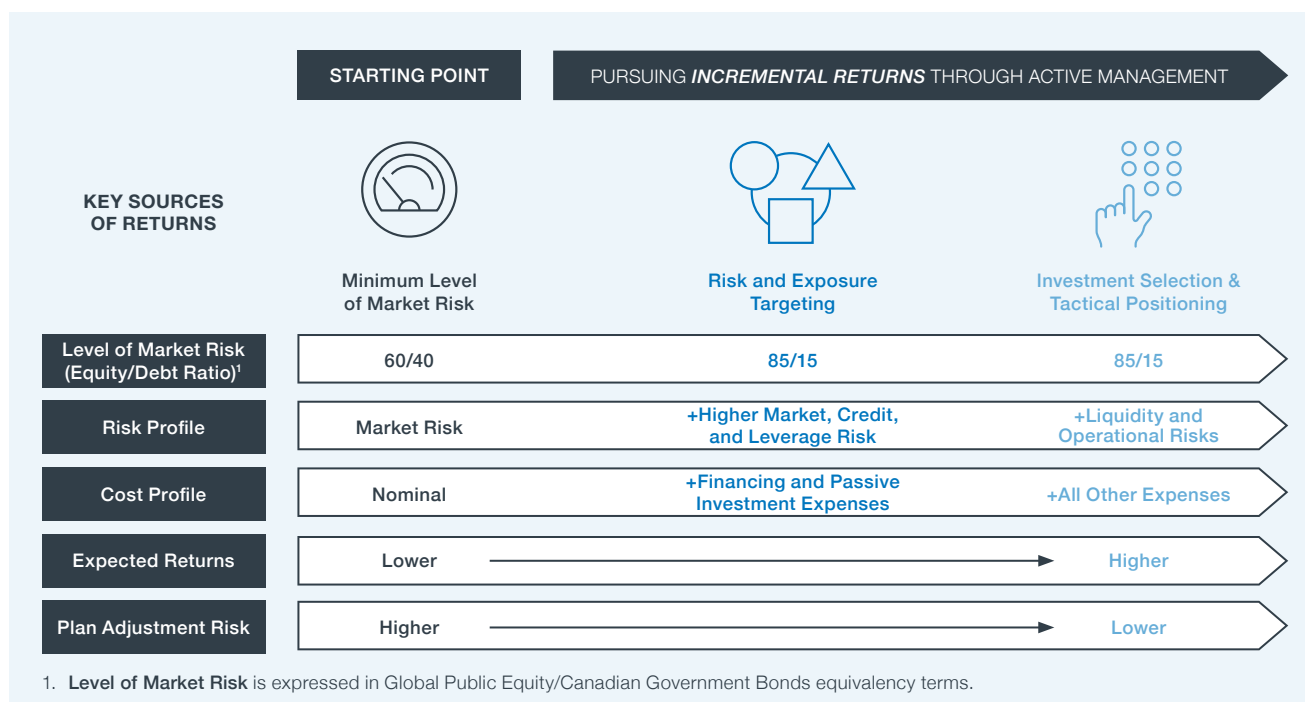 STARTING POINT
PURSUING INCREMENTAL RETURNS THROUGH ACTIVE MANAGEMENT
KEY SOURCES
OF RETURNS
Minimum Level
of Market Risk
Risk and Exposure
Targeting
Investment Selection &
Tactical Positioning
Level of Market Risk
(Equity/Debt Ratio)¹
60/40
85/15
85/15
Risk Profile
Market Risk
+Higher Market, Credit,
and Leverage Risk
+Liquidity and
Operational Risks
Cost Profile
Nominal
+Financing and Passive
Investment Expenses
+All Other Expenses
Expected Returns
Lower
Higher
Plan Adjustment Risk
Higher
Lower
1. Level of Market Risk is expressed in Global Public Equity/Canadian Government Bonds equivalency terms.